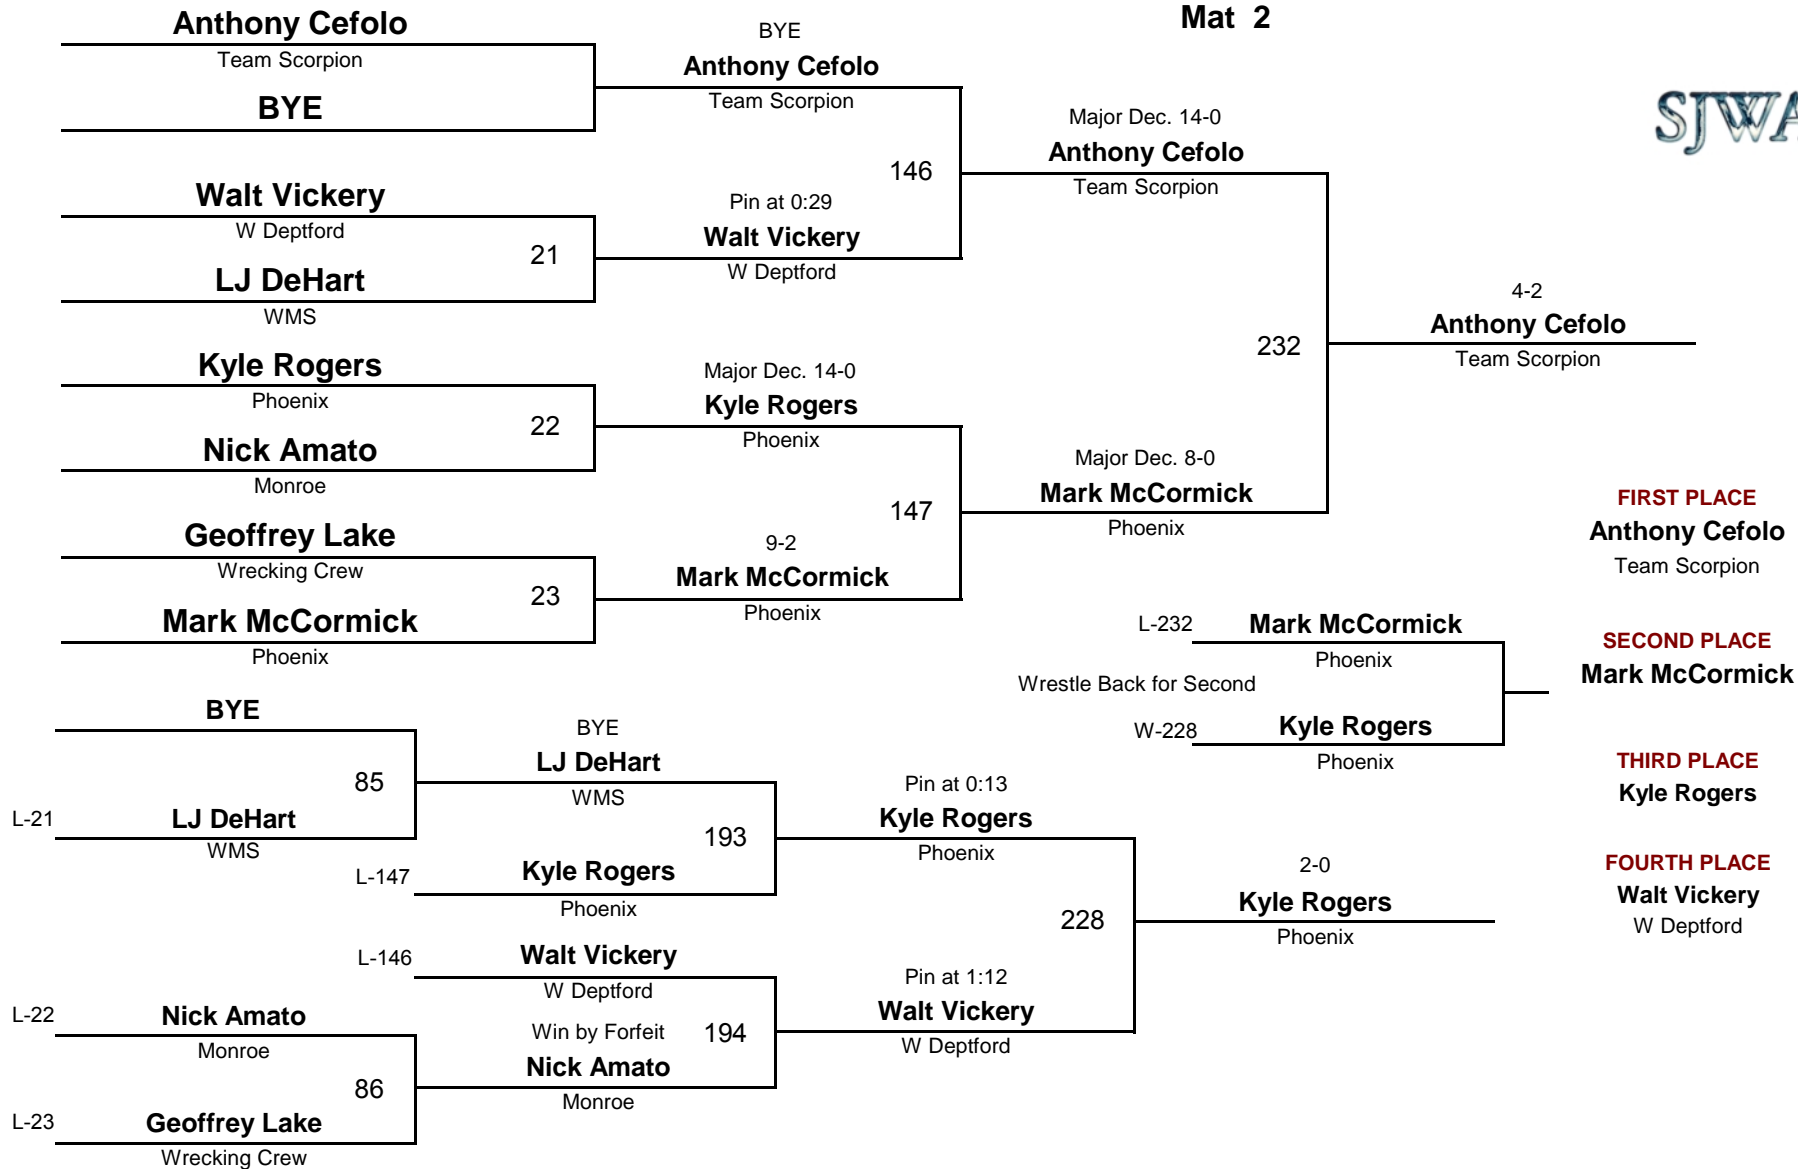 Mat 2
SJWA
Anthony Cefolo
Team Scorpion
BYE
Walt Vickery
W Deptford
21
LJ DeHart
WMS
Kyle Rogers
Phoenix
22
Nick Amato
Monroe
Geoffrey Lake
Wrecking Crew
23
Mark McCormick
Phoenix
BYE
Anthony Cefolo
Team Scorpion
146
Pin at 0:29
Walt Vickery
W Deptford
Major Dec. 14-0
Kyle Rogers
Phoenix
147
9-2
Mark McCormick
Phoenix
Major Dec. 14-0
Anthony Cefolo
Team Scorpion
232
Major Dec. 8-0
Mark McCormick
Phoenix
4-2
Anthony Cefolo
Team Scorpion
FIRST PLACE
Anthony Cefolo
Team Scorpion
SECOND PLACE
Mark McCormick
THIRD PLACE
Kyle Rogers
FOURTH PLACE
Walt Vickery
W Deptford
L-232 Mark McCormick
Phoenix
Wrestle Back for Second
W-228 Kyle Rogers
Phoenix
BYE
85
L-21 LJ DeHart
WMS
BYE
LJ DeHart
WMS
193
L-147 Kyle Rogers
Phoenix
L-146 Walt Vickery
W Deptford
Win by Forfeit 194
Nick Amato
Monroe
L-22 Nick Amato
Monroe
86
L-23 Geoffrey Lake
Wrecking Crew
Pin at 0:13
Kyle Rogers
Phoenix
228
Pin at 1:12
Walt Vickery
W Deptford
2-0
Kyle Rogers
Phoenix